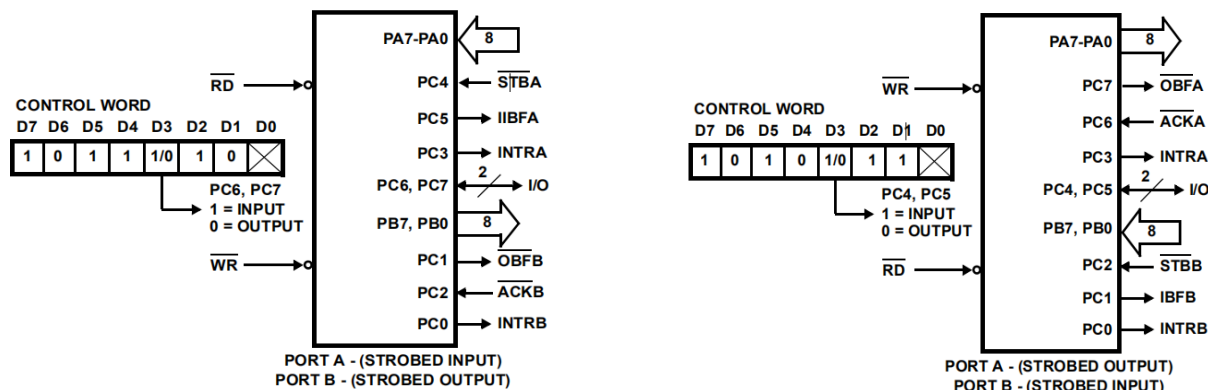 PA7-PA0
8
RD
PC4
STBA
CONTROL WORD
D7 D6 D5 D4 D3 D2 D1 D0
1 0 1 1 1/0 1 0
PC5
IIBFA
PC3
INTRA
PC6, PC7
2
I/O
PC6, PC7
1 = INPUT
0 = OUTPUT
PB7, PB0
8
WR
PC1
OBFB
PC2
ACKB
PC0
INTRB
PORT A - (STROBED INPUT)
PORT B - (STROBED OUTPUT)
PA7-PA0
8
WR
PC7
OBFA
CONTROL WORD
D7 D6 D5 D4 D3 D2 D1 D0
1 0 1 0 1/0 1 1
PC6
ACKA
PC3
INTRA
PC4, PC5
2
I/O
PC4, PC5
1 = INPUT
0 = OUTPUT
PB7, PB0
8
RD
PC2
STBB
PC1
IBFB
PC0
INTRB
PORT A - (STROBED OUTPUT)
PORT B - (STROBED INPUT)